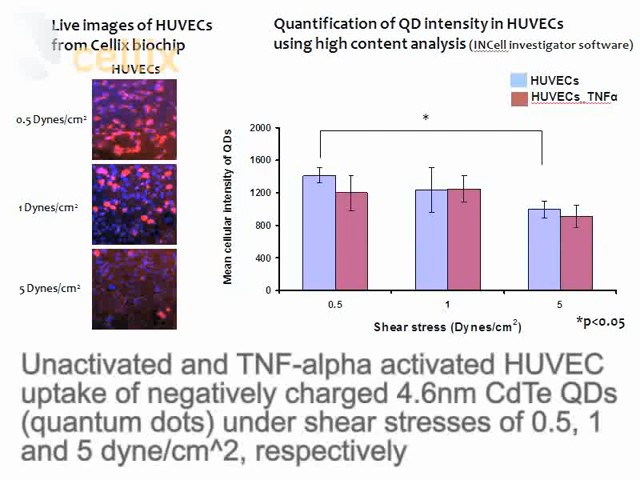 Live images of HUVECs
from Cellix biochip
cellix
HUVECs
0.5 Dynes/cm²
1 Dynes/cm²
5 Dynes/cm²
Quantification of QD intensity in HUVECs
using high content analysis (INCell investigator software)
HUVECs
HUVECs_TNFα
*
Mean cellular intensity of QDs
2000
1600
1200
800
400
0
0.5
1
5
Shear stress (Dynes/cm²)
*p<0.05
Unactivated and TNF-alpha activated HUVEC
uptake of negatively charged 4.6nm CdTe QDs
(quantum dots) under shear stresses of 0.5, 1
and 5 dyne/cm^2, respectively